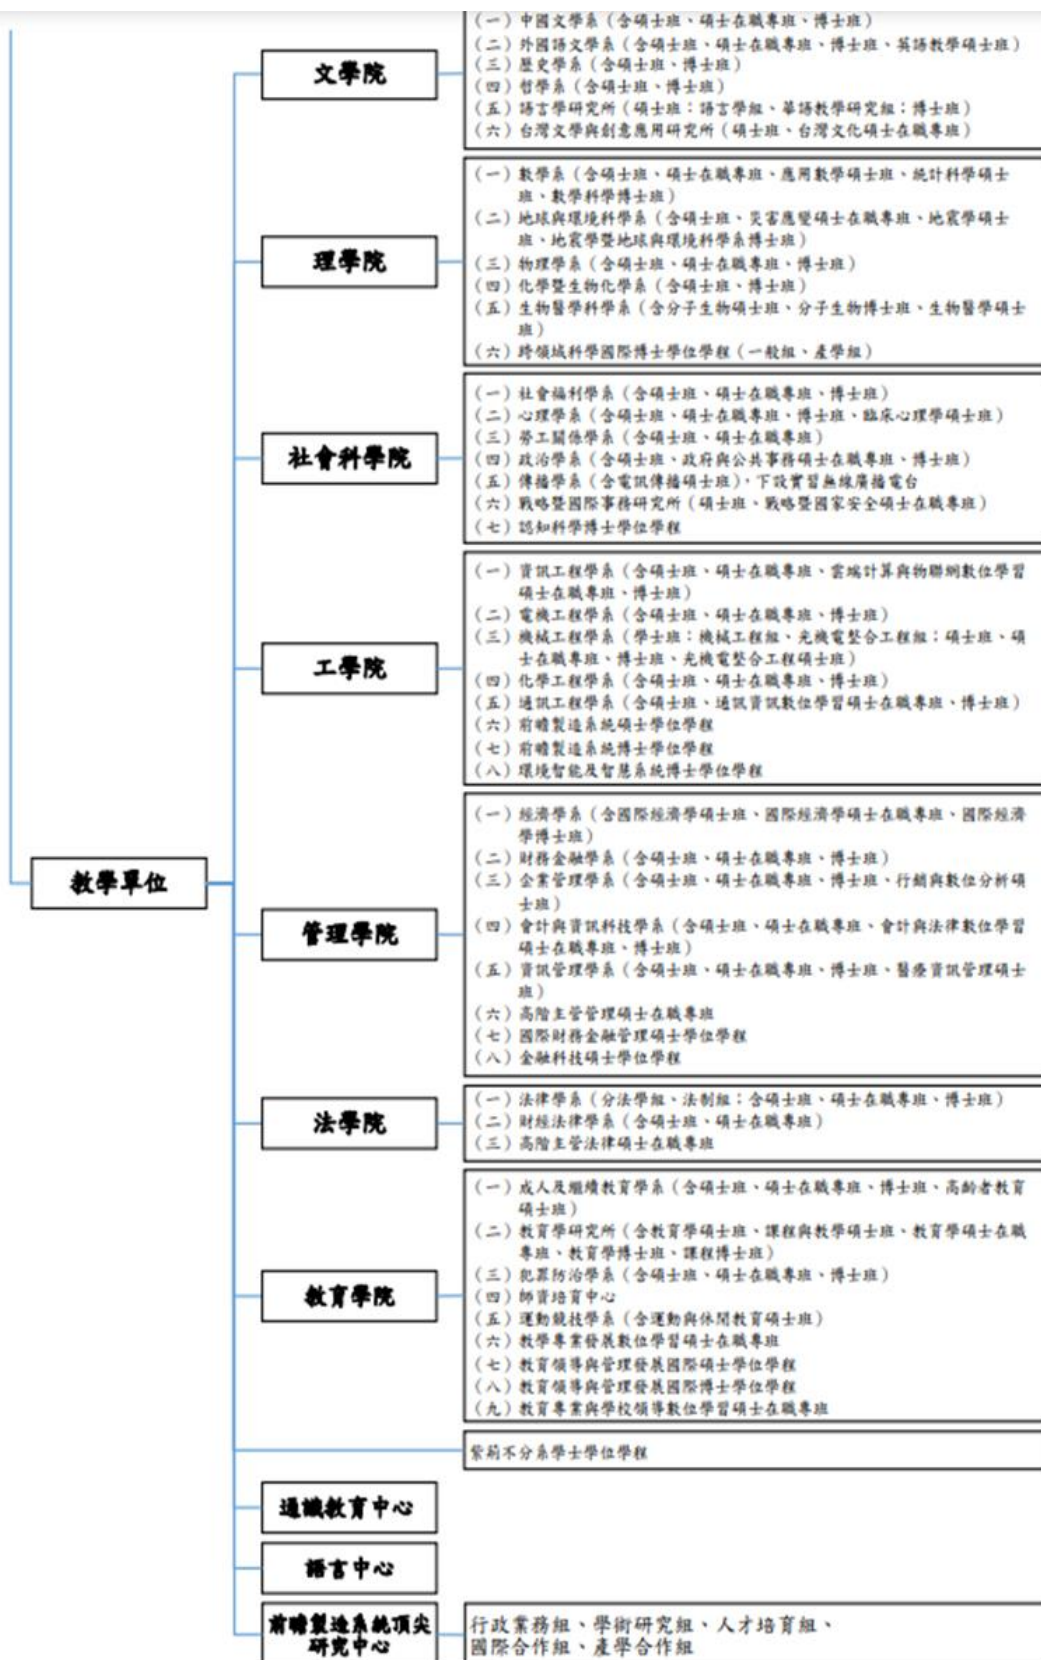 文學院
(一)中國文學系(含碩士班、碩士在職專班、博士班)
(二)外國語文學系(含碩士班、碩士在職專班、博士班、英語教學碩士班)
(三)歷史學系(含碩士班、博士班)
(四)哲學系(含碩士班、博士班)
(五)語言學研究所(碩士班：語言學組、華語教學研究組；博士班)
(六)台灣文學與創意應用研究所(碩士班、台灣文化碩士在職專班)
理學院
(一)數學系(含碩士班、碩士在職專班、應用數學碩士班、統計科學碩士
班、數學科學博士班)
(二)地球與環境科學系(含碩士班、災害應變碩士在職專班、地震學碩士
班、地震學暨地球與環境科學系博士班)
(三)物理學系(含碩士班、碩士在職專班、博士班)
(四)化學暨生物化學系(含碩士班、博士班)
(五)生物醫學科學系(含分子生物碩士班、分子生物博士班、生物醫學碩士
班)
(六)跨領域科學國際博士學位學程(一般組、產學組)
社會科學院
(一)社會福利學系(含碩士班、碩士在職專班、博士班)
(二)心理學系(含碩士班、碩士在職專班、博士班、臨床心理學碩士班)
(三)勞工關係學系(含碩士班、碩士在職專班)
(四)政治學系(含碩士班、政府與公共事務碩士在職專班、博士班)
(五)傳播學系(含電訊傳播碩士班)，下設實習無線廣播電台
(六)戰略暨國際事務研究所(碩士班、戰略暨國家安全碩士在職專班)
(七)認知科學博士學位學程
工學院
(一)資訊工程學系(含碩士班、碩士在職專班、雲端計算與物聯網數位學習
碩士在職專班、博士班)
(二)電機工程學系(含碩士班、碩士在職專班、博士班)
(三)機械工程學系(學士班：機械工程組、光機電整合工程組；碩士班、碩
士在職專班、博士班、光機電整合工程碩士班)
(四)化學工程學系(含碩士班、碩士在職專班、博士班)
(五)通訊工程學系(含碩士班、通訊資訊數位學習碩士在職專班、博士班)
(六)前瞻製造系統碩士學位學程
(七)前瞻製造系統博士學位學程
(八)環境智能及智慧系統博士學位學程
教學單位
管理學院
(一)經濟學系(含國際經濟學碩士班、國際經濟學碩士在職專班、國際經濟
學博士班)
(二)財務金融學系(含碩士班、碩士在職專班、博士班)
(三)企業管理學系(含碩士班、碩士在職專班、博士班、行銷與數位分析碩
士班)
(四)會計與資訊科技學系(含碩士班、碩士在職專班、會計與法律數位學習
碩士在職專班、博士班)
(五)資訊管理學系(含碩士班、碩士在職專班、博士班、醫療資訊管理碩士
班)
(六)高階主管管理碩士在職專班
(七)國際財務金融管理碩士學位學程
(八)金融科技碩士學位學程
法學院
(一)法律學系(分法學組、法制組；含碩士班、碩士在職專班、博士班)
(二)財經法律學系(含碩士班、碩士在職專班)
(三)高階主管法律碩士在職專班
教育學院
(一)成人及繼續教育學系(含碩士班、碩士在職專班、博士班、高齡者教育
碩士班)
(二)教育學研究所(含教育學碩士班、課程與教學碩士班、教育學碩士在職
專班、教育學博士班、課程博士班)
(三)犯罪防治學系(含碩士班、碩士在職專班、博士班)
(四)師資培育中心
(五)運動競技學系(含運動與休閒教育碩士班)
(六)教學專業發展數位學習碩士在職專班
(七)教育領導與管理發展國際碩士學位學程
(八)教育領導與管理發展國際博士學位學程
(九)教育專業與學校領導數位學習碩士在職專班
紫荊不分系學士學位學程
通識教育中心
語言中心
前瞻製造系統頂尖
研究中心
行政業務組、學術研究組、人才培育組、
國際合作組、產學合作組